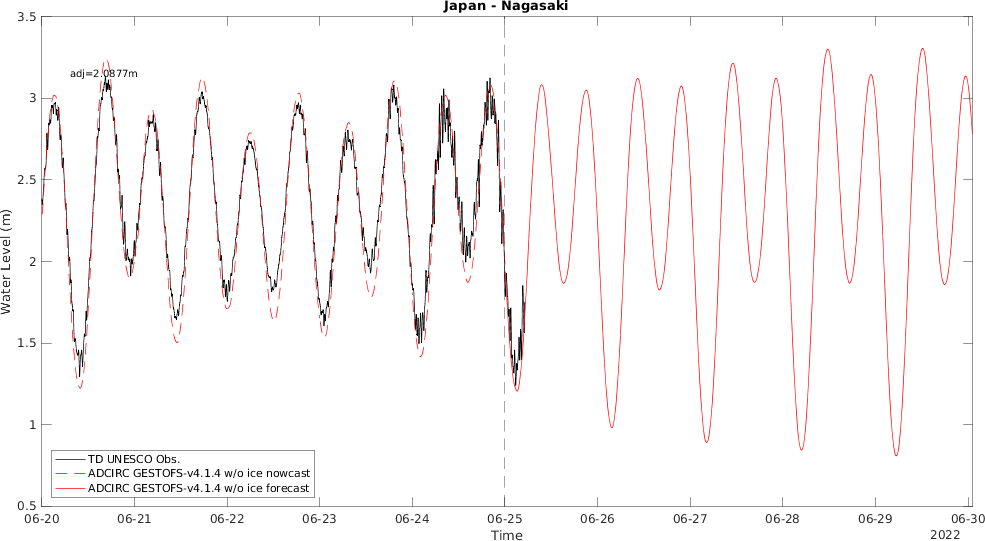 Japan - Nagasaki
3.5
adj=2.0877m
3
2.5
2
1.5
1
0.5
Water Level (m)
TD UNESCO Obs.
ADCIRC GESTOFS-v4.1.4 w/o ice nowcast
ADCIRC GESTOFS-v4.1.4 w/o ice forecast
06-20 06-21 06-22 06-23 06-24 06-25 06-26 06-27 06-28 06-29 06-30
Time
2022